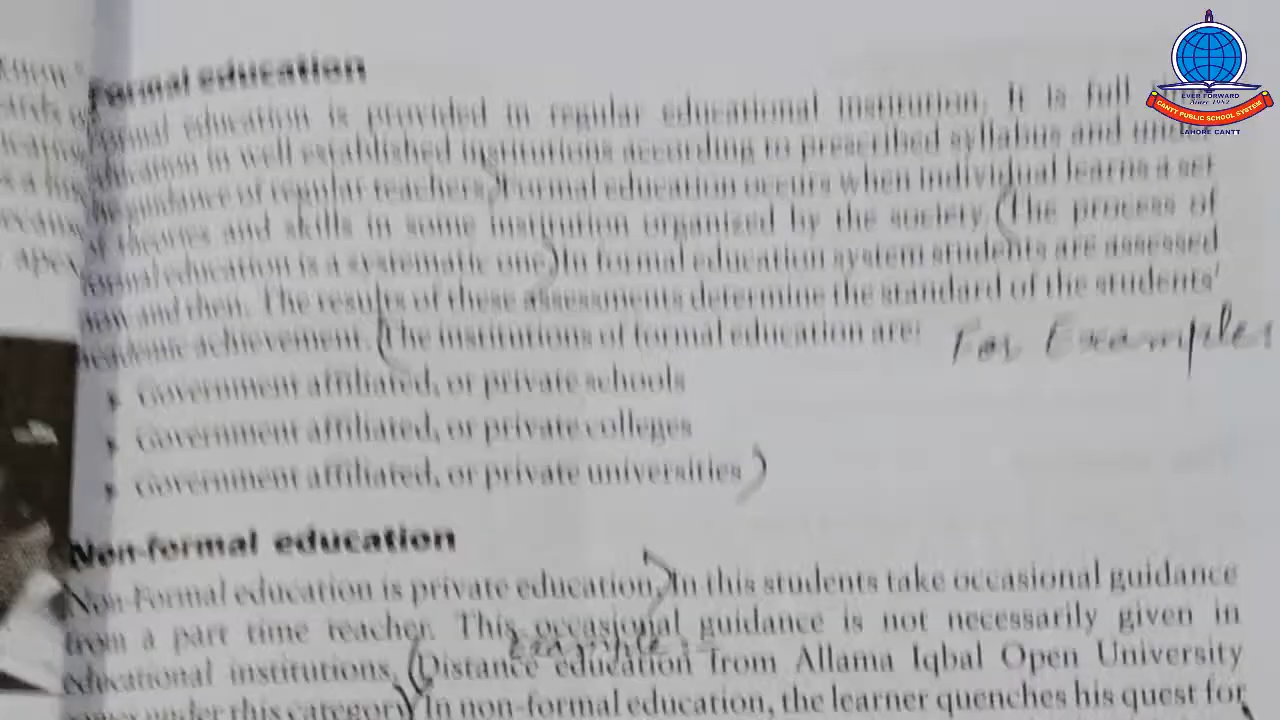 Formal education
Formal education is provided in regular educational institution. It is full
education in well established institutions according to prescribed syllabus and under
the guidance of regular teachers. Formal education occurs when individual learns a set
of theories and skills in some institution organized by the society. (The process of
formal education is a systematic one) In formal education system students are assessed
now and then. The results of these assessments determine the standard of the students'
academic achievement. (The institutions of formal education are: For Examples
Government affiliated, or private schools
Government affiliated, or private colleges
Government affiliated, or private universities)
Non-formal education
Non-Formal education is private education.) In this students take occasional guidance
from a part time teacher. This occasional guidance is not necessarily given in
Example:-
educational institutions. (Distance education from Allama Iqbal Open University
under this category) In non-formal education, the learner quenches his quest for
EVER FORWARD
Since 1982
CANTT PUBLIC SCHOOL SYSTEM
LAHORE CANTT